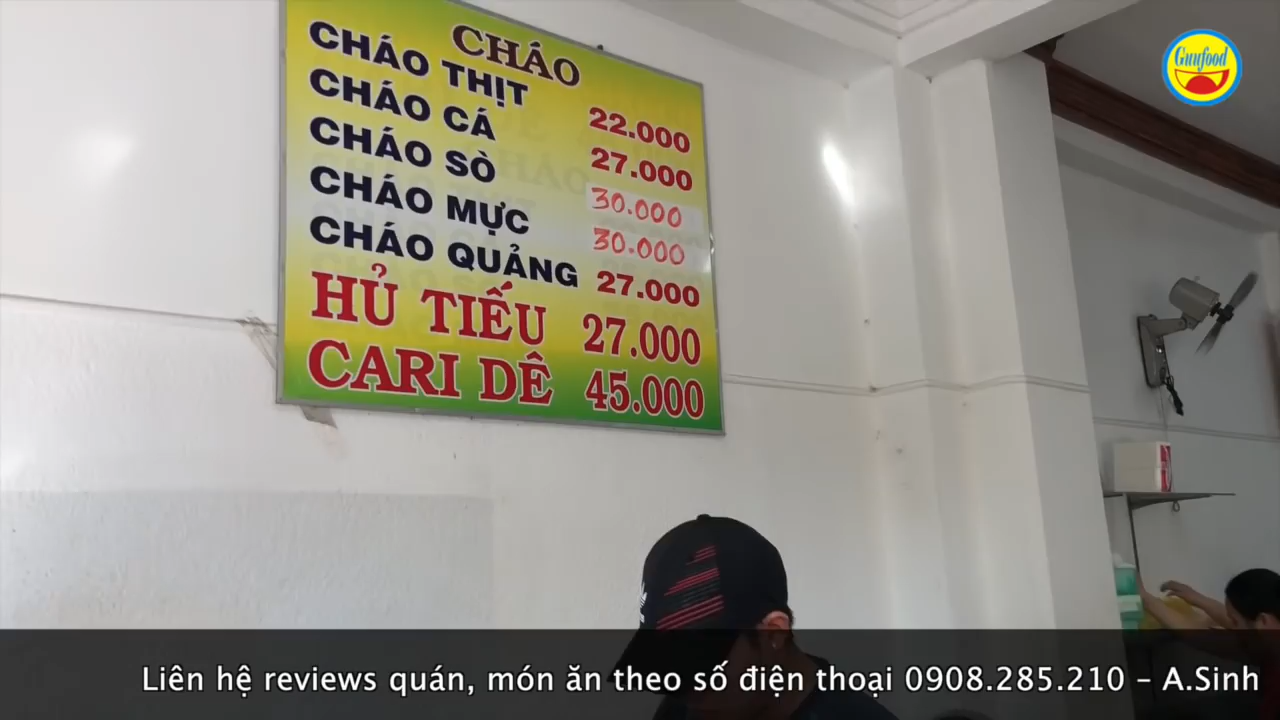 CHÁO
CHÁO THỊT 22.000
CHÁO CÁ 27.000
CHÁO SÒ 30.000
CHÁO MỰC 30.000
CHÁO QUẢNG 27.000
HỦ TIẾU 27.000
CARI DÊ 45.000
Guufood
Liên hệ reviews quán, món ăn theo số điện thoại 0908.285.210 – A.Sinh